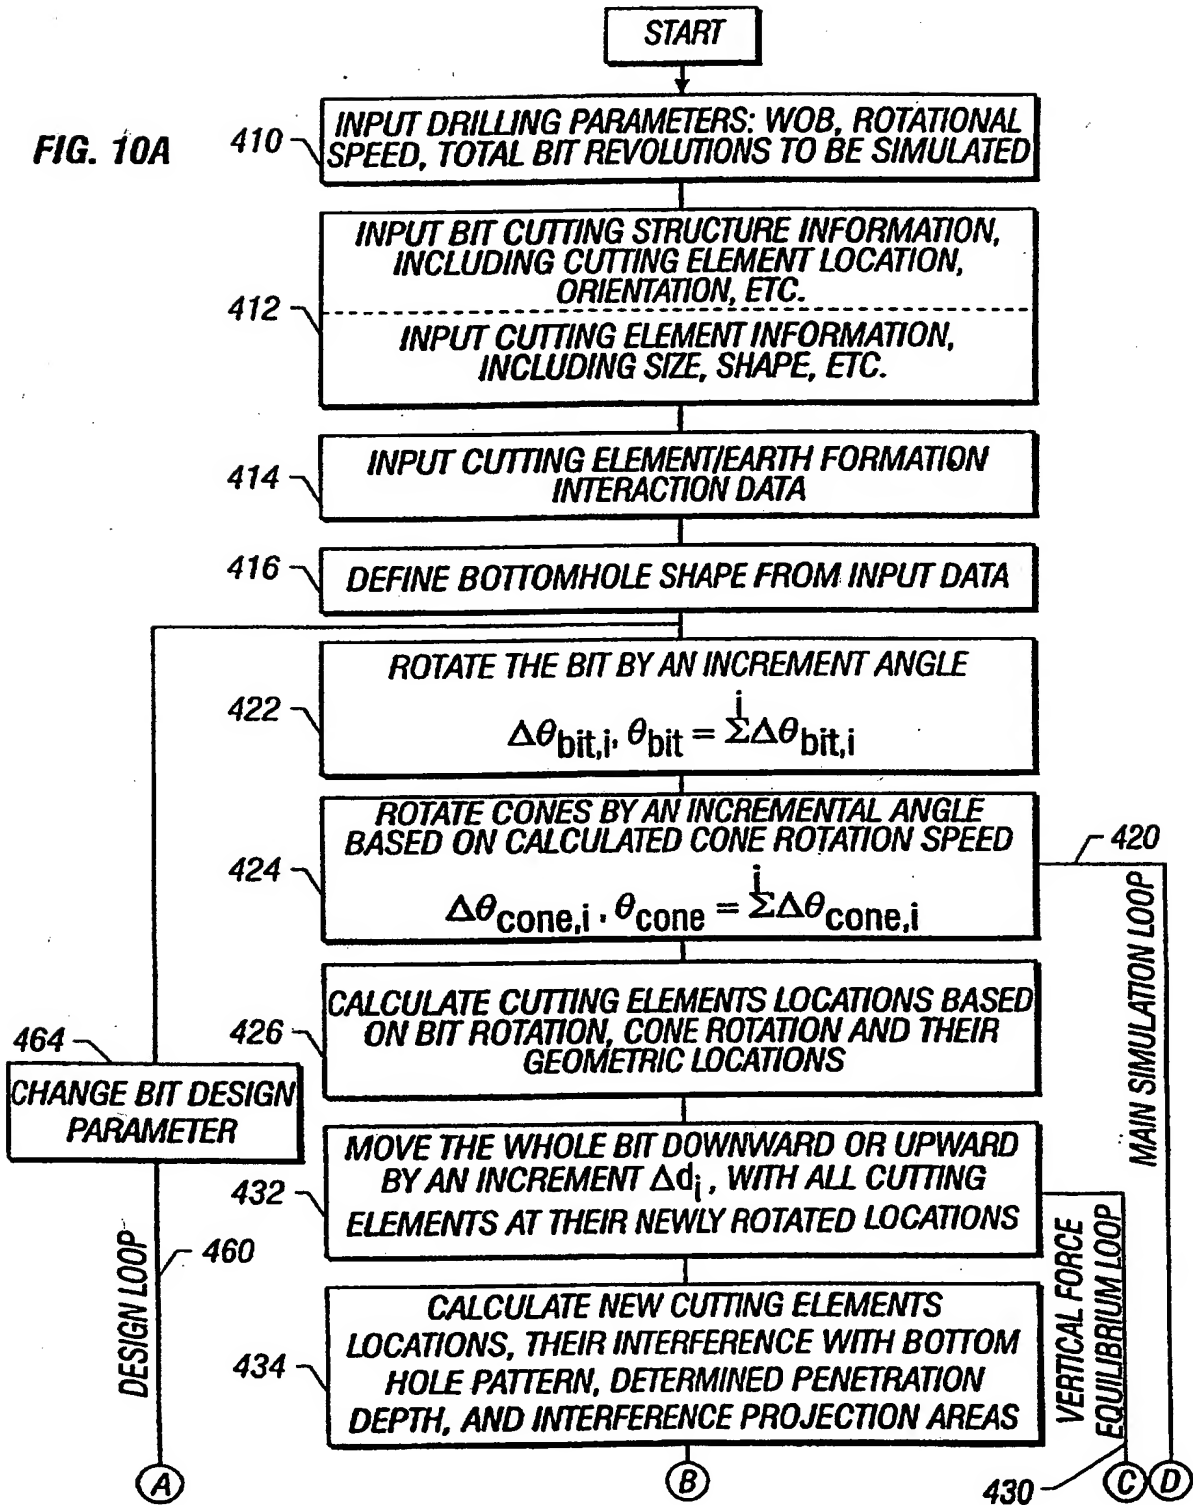 START
FIG. 10A
410
INPUT DRILLING PARAMETERS: WOB, ROTATIONAL
SPEED, TOTAL BIT REVOLUTIONS TO BE SIMULATED
412
INPUT BIT CUTTING STRUCTURE INFORMATION,
INCLUDING CUTTING ELEMENT LOCATION,
ORIENTATION, ETC.
INPUT CUTTING ELEMENT INFORMATION,
INCLUDING SIZE, SHAPE, ETC.
414
INPUT CUTTING ELEMENT/EARTH FORMATION
INTERACTION DATA
416
DEFINE BOTTOMHOLE SHAPE FROM INPUT DATA
422
ROTATE THE BIT BY AN INCREMENT ANGLE
i
Δθbit,i, θbit = ΣΔθbit,i
424
ROTATE CONES BY AN INCREMENTAL ANGLE
BASED ON CALCULATED CONE ROTATION SPEED
i
Δθcone,i, θcone = ΣΔθcone,i
420
MAIN SIMULATION LOOP
426
CALCULATE CUTTING ELEMENTS LOCATIONS BASED
ON BIT ROTATION, CONE ROTATION AND THEIR
GEOMETRIC LOCATIONS
464
CHANGE BIT DESIGN
PARAMETER
432
MOVE THE WHOLE BIT DOWNWARD OR UPWARD
BY AN INCREMENT Δdi, WITH ALL CUTTING
ELEMENTS AT THEIR NEWLY ROTATED LOCATIONS
DESIGN LOOP
460
434
CALCULATE NEW CUTTING ELEMENTS
LOCATIONS, THEIR INTERFERENCE WITH BOTTOM
HOLE PATTERN, DETERMINED PENETRATION
DEPTH, AND INTERFERENCE PROJECTION AREAS
VERTICAL FORCE
EQUILIBRIUM LOOP
430
A
B
C
D